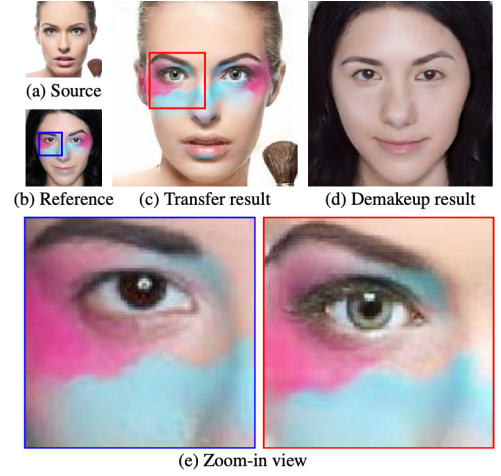 (a) Source
(b) Reference
(c) Transfer result
(d) Demakeup result
(e) Zoom-in view